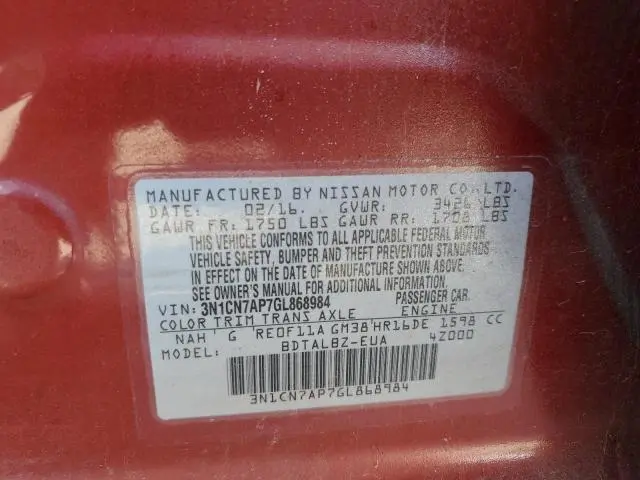 MANUFACTURED BY NISSAN MOTOR CO.,LTD.
DATE: 02/16. GVWR: 3426 LBS
GAWR FR: 1750 LBS GAWR RR: 1708 LBS
THIS VEHICLE CONFORMS TO ALL APPLICABLE FEDERAL MOTOR
VEHICLE SAFETY, BUMPER AND THEFT PREVENTION STANDARDS
IN EFFECT ON THE DATE OF MANUFACTURE SHOWN ABOVE.
SEE OWNER'S MANUAL FOR ADDITIONAL INFORMATION.
VIN: 3N1CN7AP7GL868984 PASSENGER CAR.
COLOR TRIM TRANS AXLE ENGINE
NAH ' G 'RE0F11A GM38'HR16DE 1598 CC
MODEL: BDTALBZ-EUA 4Z000
3N1CN7AP7GL868984